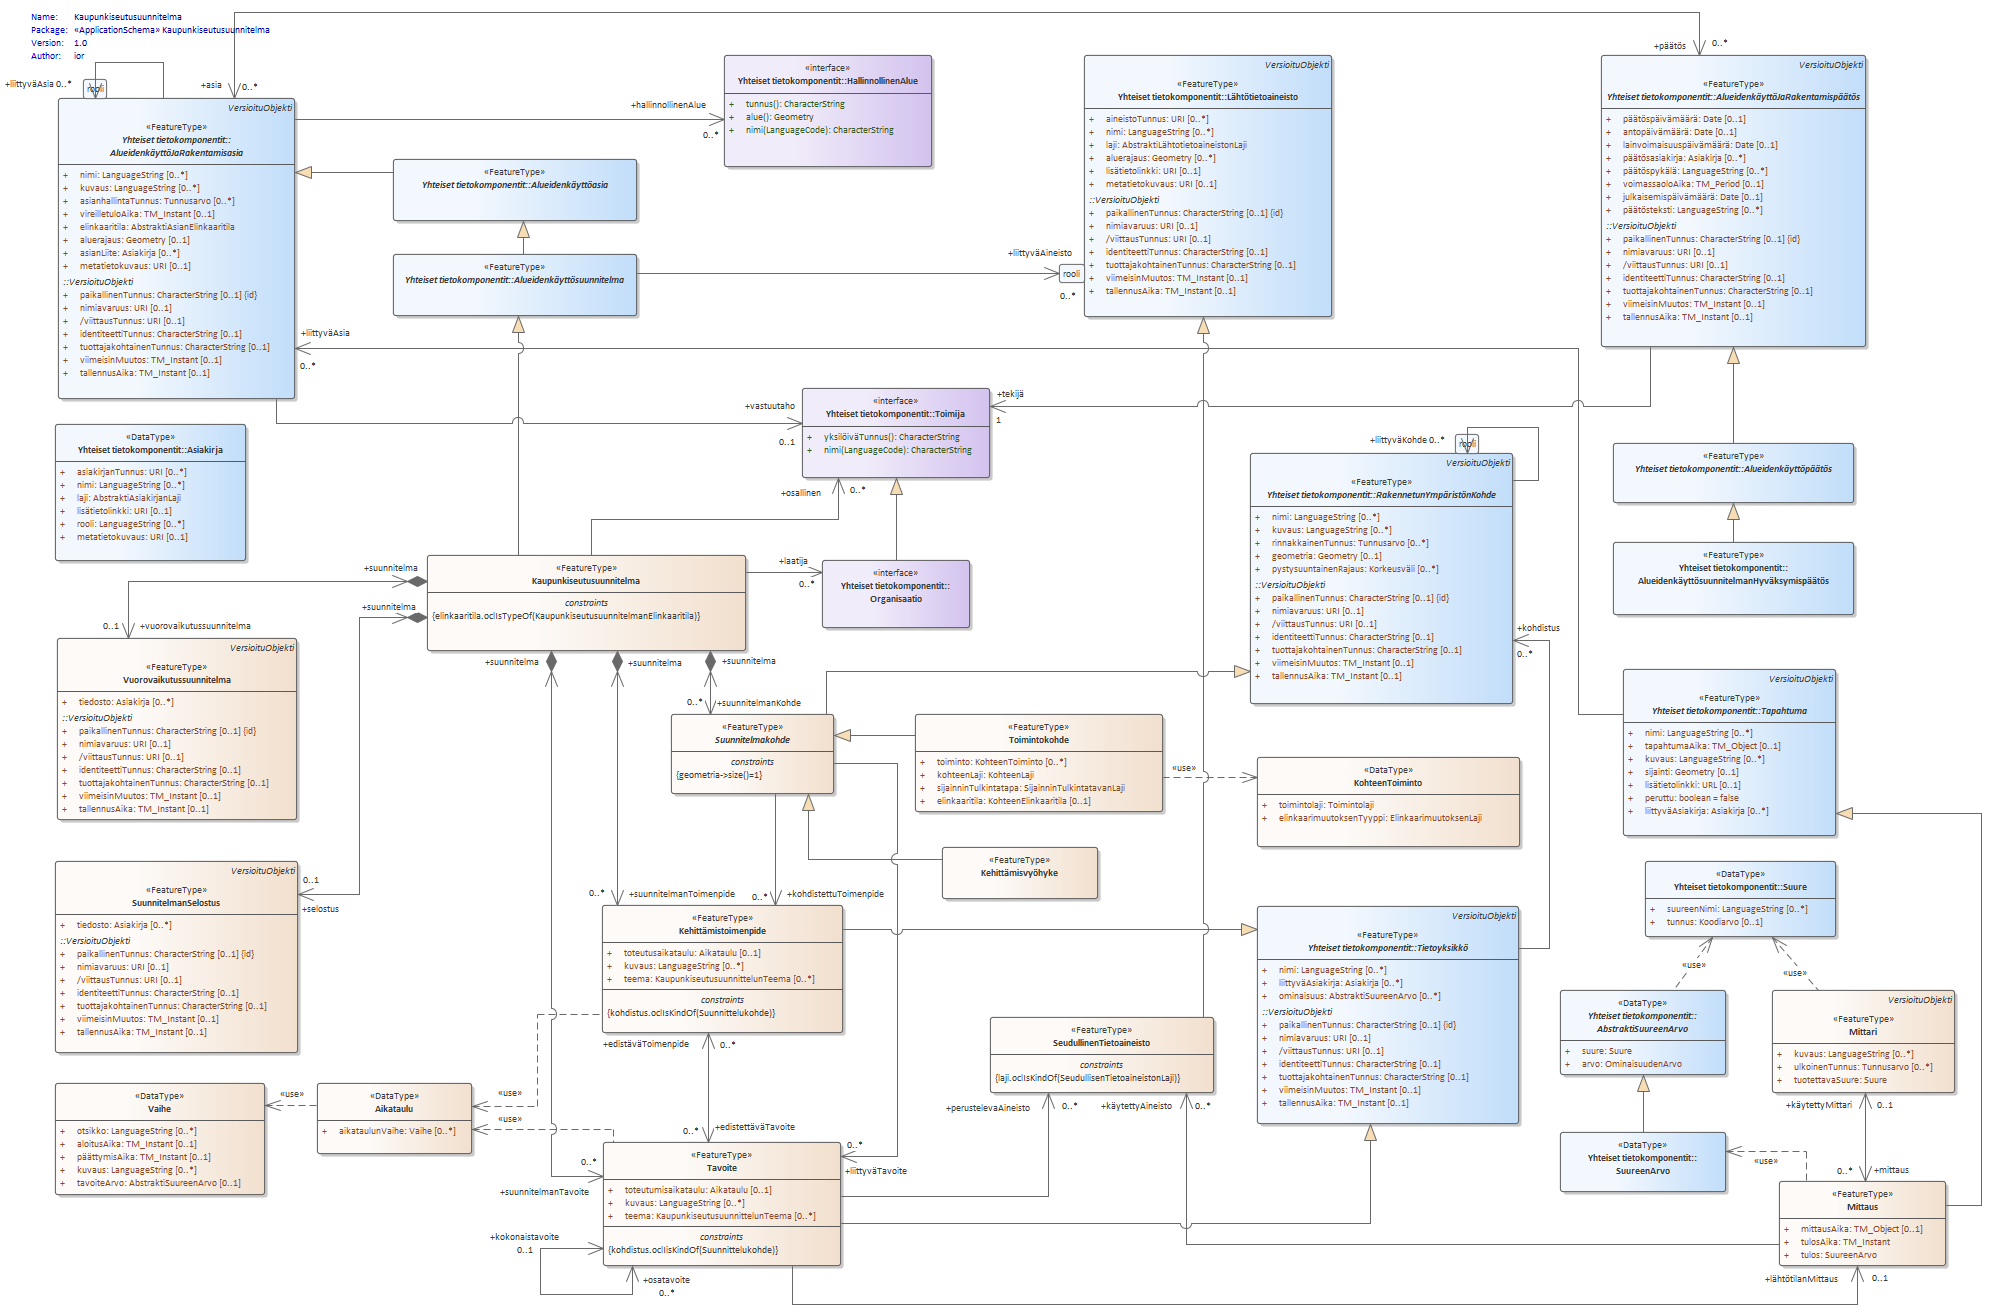 Name: Kaupunkiseutusuunnitelma
Package: «ApplicationSchema» Kaupunkiseutusuunnitelma
Version: 1.0
Author: ior
+liittyväAsia 0..*
rooli
+asia
0..*
+päätös
0..*
VersioituObjekti
«FeatureType»
Yhteiset tietokomponentit::
AlueidenkäyttöJaRakentamisasia
+ nimi: LanguageString [0..*]
+ kuvaus: LanguageString [0..*]
+ asianhallintaTunnus: Tunnusarvo [0..*]
+ vireilletuloAika: TM_Instant [0..1]
+ elinkaaritila: AbstraktiAsianElinkaaritila
+ aluerajaus: Geometry [0..1]
+ asianLiite: Asiakirja [0..*]
+ metatietokuvaus: URI [0..1]
::VersioituObjekti
+ paikallinenTunnus: CharacterString [0..1] {id}
+ nimiavaruus: URI [0..1]
+ /viittausTunnus: URI [0..1]
+ identiteettiTunnus: CharacterString [0..1]
+ tuottajakohtainenTunnus: CharacterString [0..1]
+ viimeisinMuutos: TM_Instant [0..1]
+ tallennusAika: TM_Instant [0..1]
+hallinnollinenAlue
0..*
«interface»
Yhteiset tietokomponentit::HallinnollinenAlue
+ tunnus(): CharacterString
+ alue(): Geometry
+ nimi(LanguageCode): CharacterString
«FeatureType»
Yhteiset tietokomponentit::Alueidenkäyttöasia
«FeatureType»
Yhteiset tietokomponentit::Alueidenkäyttösuunnitelma
+liittyväAineisto
rooli
0..*
VersioituObjekti
«FeatureType»
Yhteiset tietokomponentit::Lähtötietoaineisto
+ aineistoTunnus: URI [0..*]
+ nimi: LanguageString [0..*]
+ laji: AbstraktiLähtotietoaineistonLaji
+ aluerajaus: Geometry [0..*]
+ lisätietolinkki: URI [0..1]
+ metatietokuvaus: URI [0..1]
::VersioituObjekti
+ paikallinenTunnus: CharacterString [0..1] {id}
+ nimiavaruus: URI [0..1]
+ /viittausTunnus: URI [0..1]
+ identiteettiTunnus: CharacterString [0..1]
+ tuottajakohtainenTunnus: CharacterString [0..1]
+ viimeisinMuutos: TM_Instant [0..1]
+ tallennusAika: TM_Instant [0..1]
VersioituObjekti
«FeatureType»
Yhteiset tietokomponentit::AlueidenkäyttöJaRakentamispäätös
+ päätöspäivämäärä: Date [0..1]
+ antopäivämäärä: Date [0..1]
+ lainvoimaisuuspäivämäärä: Date [0..1]
+ päätösasiakirja: Asiakirja [0..*]
+ päätöspykälä: LanguageString [0..*]
+ voimassaoloAika: TM_Period [0..1]
+ julkaisemispäivämäärä: Date [0..1]
+ päätösteksti: LanguageString [0..*]
::VersioituObjekti
+ paikallinenTunnus: CharacterString [0..1] {id}
+ nimiavaruus: URI [0..1]
+ /viittausTunnus: URI [0..1]
+ identiteettiTunnus: CharacterString [0..1]
+ tuottajakohtainenTunnus: CharacterString [0..1]
+ viimeisinMuutos: TM_Instant [0..1]
+ tallennusAika: TM_Instant [0..1]
+liittyväAsia
0..*
+vastuutaho
0..1
«interface»
Yhteiset tietokomponentit::Toimija
+ yksilöiväTunnus(): CharacterString
+ nimi(LanguageCode): CharacterString
+tekijä
1
+osallinen
0..*
«DataType»
Yhteiset tietokomponentit::Asiakirja
+ asiakirjanTunnus: URI [0..*]
+ nimi: LanguageString [0..*]
+ laji: AbstraktiAsiakirjanLaji
+ lisätietolinkki: URI [0..1]
+ rooli: LanguageString [0..*]
+ metatietokuvaus: URI [0..1]
+liittyväKohde 0..*
rooli
VersioituObjekti
«FeatureType»
Yhteiset tietokomponentit::RakennetunYmpäristönKohde
+ nimi: LanguageString [0..*]
+ kuvaus: LanguageString [0..*]
+ rinnakkainenTunnus: Tunnusarvo [0..*]
+ geometria: Geometry [0..1]
+ pystysuuntainenRajaus: Korkeusväli [0..*]
::VersioituObjekti
+ paikallinenTunnus: CharacterString [0..1] {id}
+ nimiavaruus: URI [0..1]
+ /viittausTunnus: URI [0..1]
+ identiteettiTunnus: CharacterString [0..1]
+ tuottajakohtainenTunnus: CharacterString [0..1]
+ viimeisinMuutos: TM_Instant [0..1]
+ tallennusAika: TM_Instant [0..1]
«FeatureType»
Yhteiset tietokomponentit::Alueidenkäyttöpäätös
«FeatureType»
Yhteiset tietokomponentit::
AlueidenkäyttösuunnitelmanHyväksymispäätös
+suunnitelma
+suunnitelma
«FeatureType»
Kaupunkiseutusuunnitelma
constraints
{elinkaaritila.oclIsTypeOf(KaupunkiseutusuunnitelmanElinkaaritila)}
+laatija
0..*
«interface»
Yhteiset tietokomponentit::
Organisaatio
0..1
+vuorovaikutussuunnitelma
+suunnitelma
+suunnitelma
+suunnitelma
+kohdistus
0..*
VersioituObjekti
«FeatureType»
Vuorovaikutussuunnitelma
+ tiedosto: Asiakirja [0..*]
::VersioituObjekti
+ paikallinenTunnus: CharacterString [0..1] {id}
+ nimiavaruus: URI [0..1]
+ /viittausTunnus: URI [0..1]
+ identiteettiTunnus: CharacterString [0..1]
+ tuottajakohtainenTunnus: CharacterString [0..1]
+ viimeisinMuutos: TM_Instant [0..1]
+ tallennusAika: TM_Instant [0..1]
0..*
+suunnitelmanKohde
«FeatureType»
Suunnitelmakohde
constraints
{geometria->size()=1}
«FeatureType»
Toimintokohde
+ toiminto: KohteenToiminto [0..*]
+ kohteenLaji: KohteenLaji
+ sijainninTulkintatapa: SijainninTulkintatavanLaji
+ elinkaaritila: KohteenElinkaaritila [0..1]
«use»
«DataType»
KohteenToiminto
+ toimintolaji: Toimintolaji
+ elinkaarimuutoksenTyyppi: ElinkaarimuutoksenLaji
VersioituObjekti
«FeatureType»
Yhteiset tietokomponentit::Tapahtuma
+ nimi: LanguageString [0..*]
+ tapahtumaAika: TM_Object [0..1]
+ kuvaus: LanguageString [0..*]
+ sijainti: Geometry [0..1]
+ lisätietolinkki: URL [0..1]
+ peruttu: boolean = false
+ liittyväAsiakirja: Asiakirja [0..*]
«FeatureType»
Kehittämisvyöhyke
VersioituObjekti
«FeatureType»
SuunnitelmanSelostus
+ tiedosto: Asiakirja [0..*]
::VersioituObjekti
+ paikallinenTunnus: CharacterString [0..1] {id}
+ nimiavaruus: URI [0..1]
+ /viittausTunnus: URI [0..1]
+ identiteettiTunnus: CharacterString [0..1]
+ tuottajakohtainenTunnus: CharacterString [0..1]
+ viimeisinMuutos: TM_Instant [0..1]
+ tallennusAika: TM_Instant [0..1]
0..1
+selostus
0..*
+suunnitelmanToimenpide
0..*
+kohdistettuToimenpide
«FeatureType»
Kehittämistoimenpide
+ toteutusaikataulu: Aikataulu [0..1]
+ kuvaus: LanguageString [0..*]
+ teema: KaupunkiseutusuunnittelunTeema [0..*]
constraints
{kohdistus.oclIsKindOf(Suunnittelukohde)}
VersioituObjekti
«FeatureType»
Yhteiset tietokomponentit::Tietoyksikkö
+ nimi: LanguageString [0..*]
+ liittyväAsiakirja: Asiakirja [0..*]
+ ominaisuus: AbstraktiSuureenArvo [0..*]
::VersioituObjekti
+ paikallinenTunnus: CharacterString [0..1] {id}
+ nimiavaruus: URI [0..1]
+ /viittausTunnus: URI [0..1]
+ identiteettiTunnus: CharacterString [0..1]
+ tuottajakohtainenTunnus: CharacterString [0..1]
+ viimeisinMuutos: TM_Instant [0..1]
+ tallennusAika: TM_Instant [0..1]
«DataType»
Yhteiset tietokomponentit::Suure
+ suureenNimi: LanguageString [0..*]
+ tunnus: Koodiarvo [0..1]
«use»
«use»
«DataType»
Yhteiset tietokomponentit::
AbstraktiSuureenArvo
+ suure: Suure
+ arvo: OminaisuudenArvo
VersioituObjekti
«FeatureType»
Mittari
+ kuvaus: LanguageString [0..*]
+ ulkoinenTunnus: Tunnusarvo [0..*]
+ tuotettavaSuure: Suure
«FeatureType»
SeudullinenTietoaineisto
constraints
{laji.oclIsKindOf(SeudullisenTietoaineistonLaji)}
+edistäväToimenpide
0..*
+perustelevaAineisto
0..*
+käytettyAineisto
0..*
+käytettyMittari
0..1
«DataType»
Vaihe
+ otsikko: LanguageString [0..*]
+ aloitusAika: TM_Instant [0..1]
+ päättymisAika: TM_Instant [0..1]
+ kuvaus: LanguageString [0..*]
+ tavoiteArvo: AbstraktiSuureenArvo [0..1]
«use»
«DataType»
Aikataulu
+ aikataulunVaihe: Vaihe [0..*]
«use»
«use»
0..*
+edistettäväTavoite
0..*
+liittyväTavoite
0..*
+suunnitelmanTavoite
«FeatureType»
Tavoite
+ toteutumisaikataulu: Aikataulu [0..1]
+ kuvaus: LanguageString [0..*]
+ teema: KaupunkiseutusuunnittelunTeema [0..*]
constraints
{kohdistus.oclIsKindOf(Suunnittelukohde)}
+kokonaistavoite
0..1
+osatavoite
0..*
«DataType»
Yhteiset tietokomponentit::
SuureenArvo
«use»
0..*
+mittaus
«FeatureType»
Mittaus
+ mittausAika: TM_Object [0..1]
+ tulosAika: TM_Instant
+ tulos: SuureenArvo
+lähtötilanMittaus
0..1